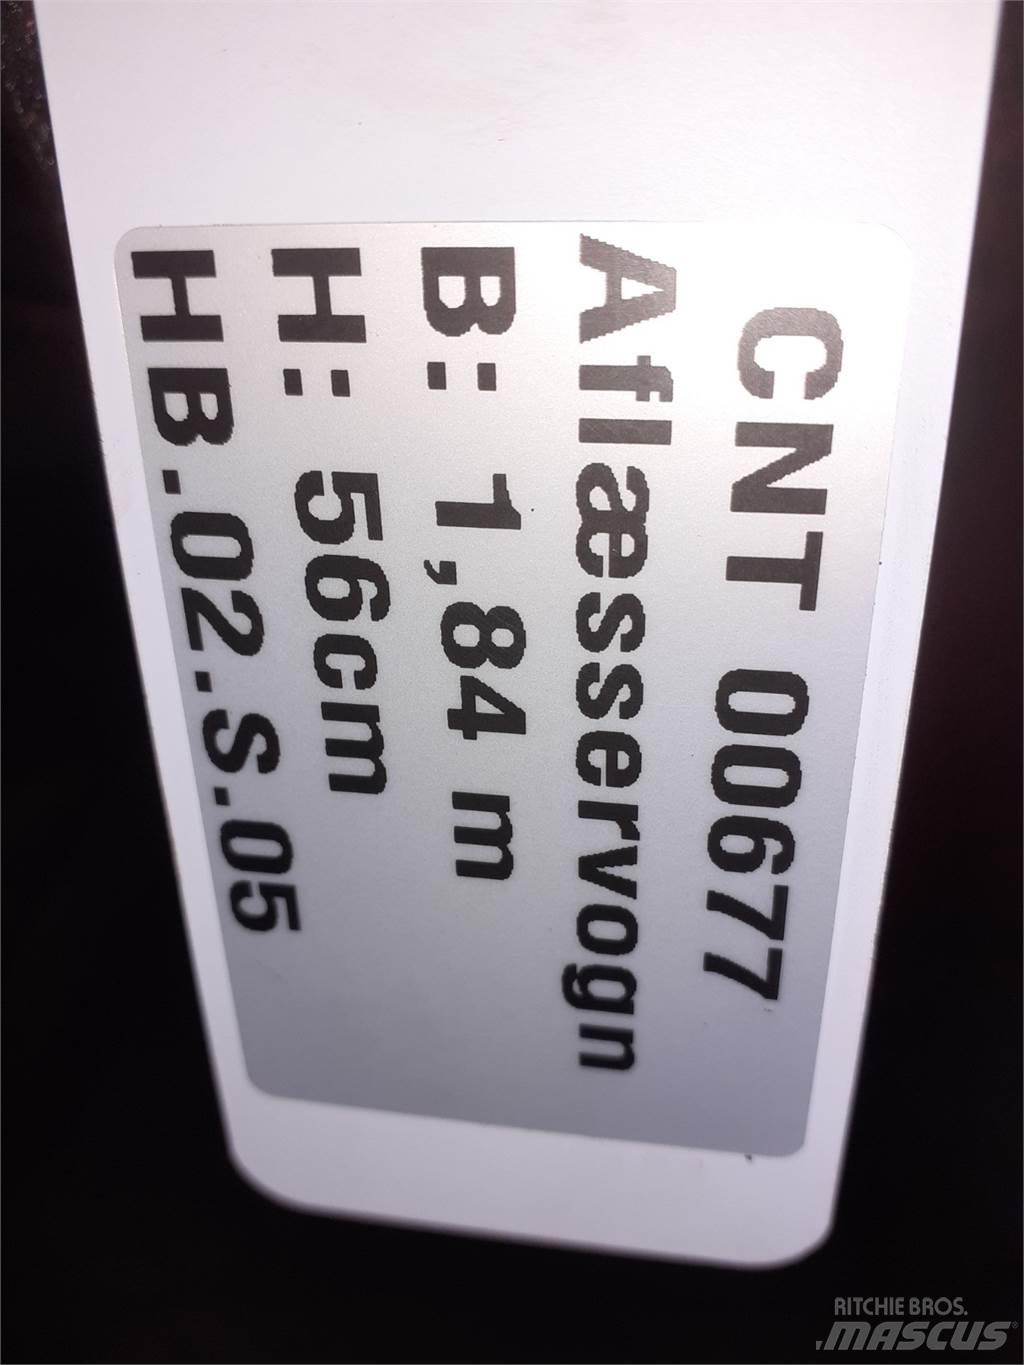 CNT 00677
Aflæsservogn
B: 1,84 m
H: 56cm
HB.02.S.05
RITCHIE BROS.
MASCUS